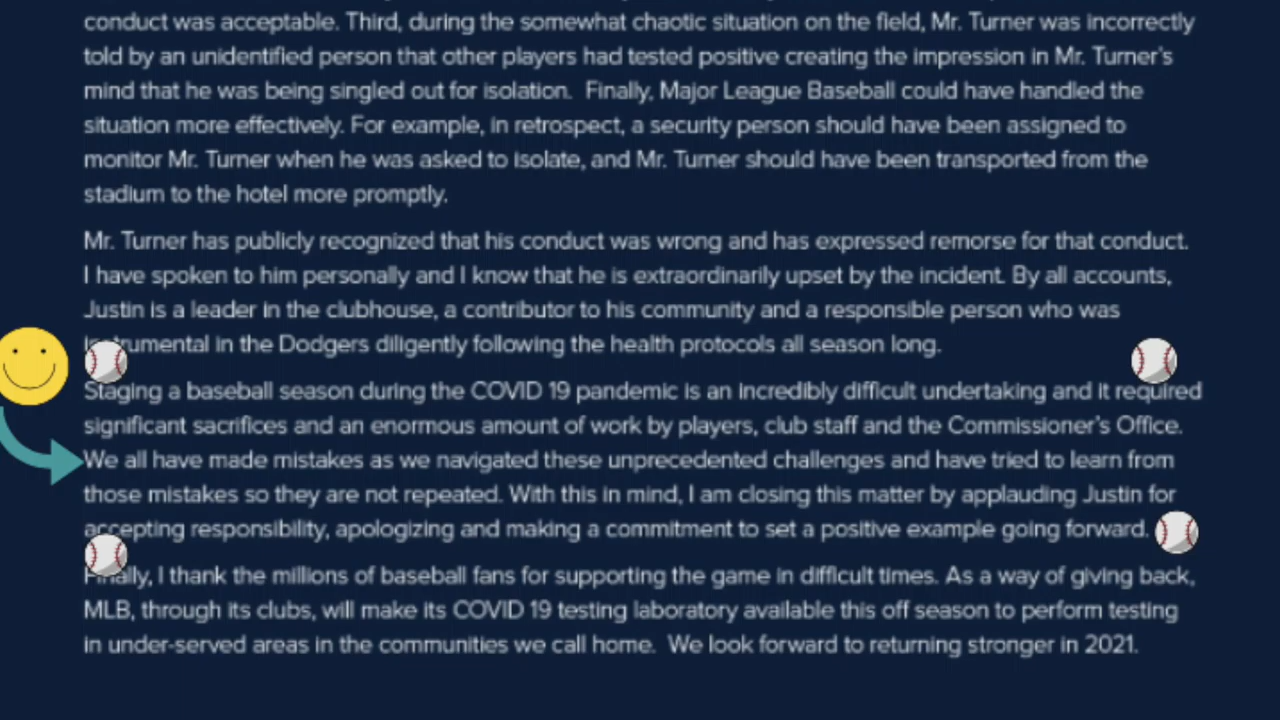 conduct was acceptable. Third, during the somewhat chaotic situation on the field, Mr. Turner was incorrectly
told by an unidentified person that other players had tested positive creating the impression in Mr. Turner's
mind that he was being singled out for isolation. Finally, Major League Baseball could have handled the
situation more effectively. For example, in retrospect, a security person should have been assigned to
monitor Mr. Turner when he was asked to isolate, and Mr. Turner should have been transported from the
stadium to the hotel more promptly.
Mr. Turner has publicly recognized that his conduct was wrong and has expressed remorse for that conduct.
I have spoken to him personally and I know that he is extraordinarily upset by the incident. By all accounts,
Justin is a leader in the clubhouse, a contributor to his community and a responsible person who was
instrumental in the Dodgers diligently following the health protocols all season long.
Staging a baseball season during the COVID 19 pandemic is an incredibly difficult undertaking and it required
significant sacrifices and an enormous amount of work by players, club staff and the Commissioner's Office.
We all have made mistakes as we navigated these unprecedented challenges and have tried to learn from
those mistakes so they are not repeated. With this in mind, I am closing this matter by applauding Justin for
accepting responsibility, apologizing and making a commitment to set a positive example going forward.
Finally, I thank the millions of baseball fans for supporting the game in difficult times. As a way of giving back,
MLB, through its clubs, will make its COVID 19 testing laboratory available this off season to perform testing
in under-served areas in the communities we call home. We look forward to returning stronger in 2021.